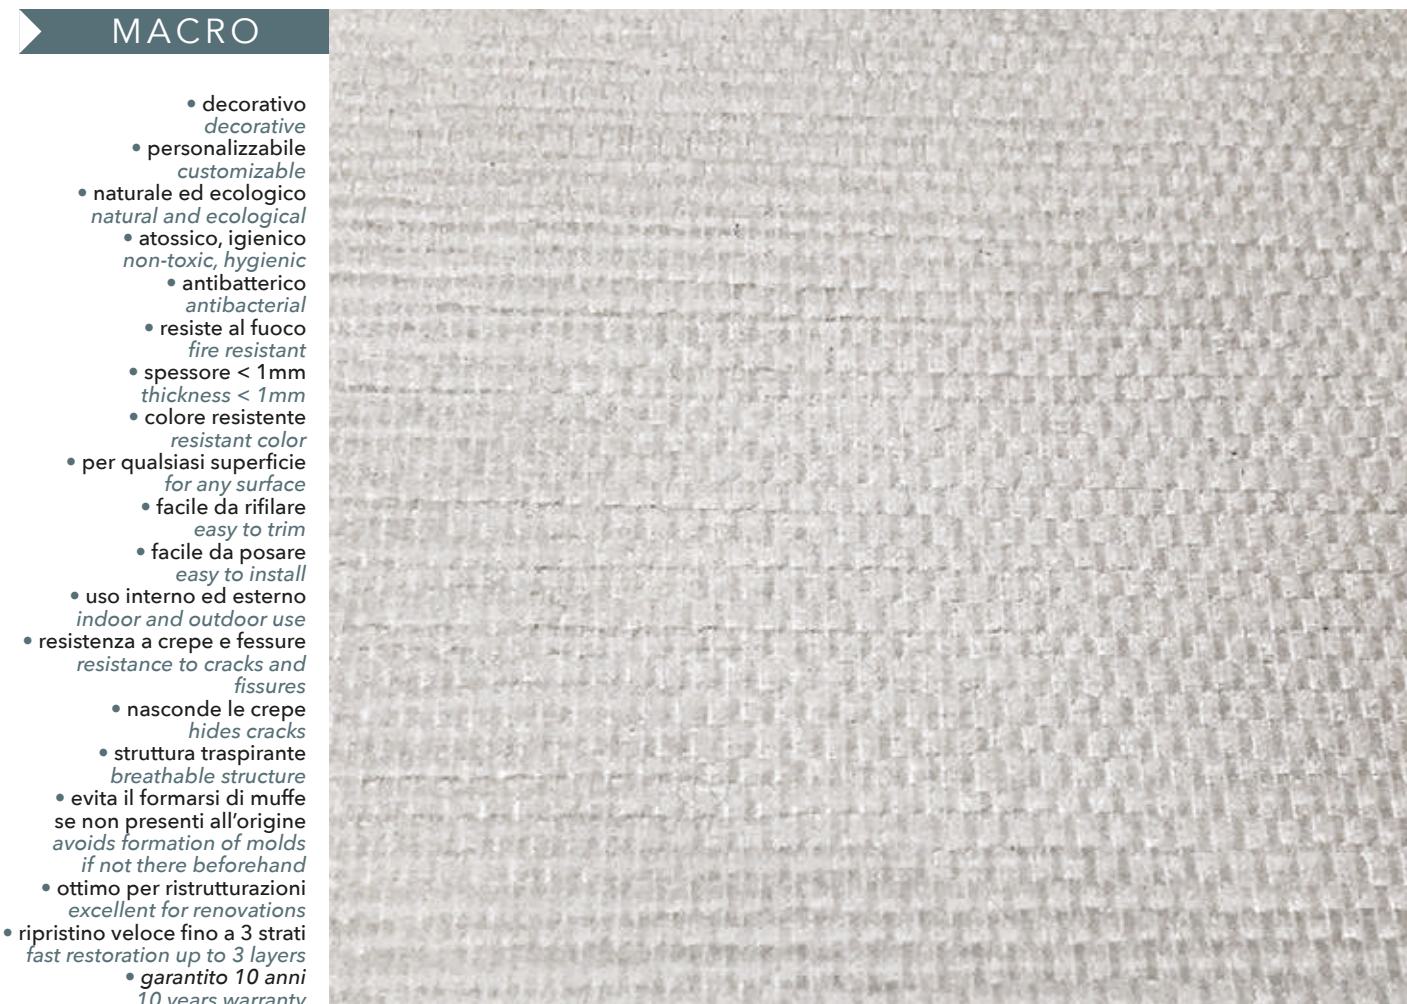 MACRO
• decorativo
decorative
• personalizzabile
customizable
• naturale ed ecologico
natural and ecological
• atossico, igienico
non-toxic, hygienic
• antibatterico
antibacterial
• resiste al fuoco
fire resistant
• spessore < 1mm
thickness < 1mm
• colore resistente
resistant color
• per qualsiasi superficie
for any surface
• facile da rifilare
easy to trim
• facile da posare
easy to install
• uso interno ed esterno
indoor and outdoor use
• resistenza a crepe e fessure
resistance to cracks and
fissures
• nasconde le crepe
hides cracks
• struttura traspirante
breathable structure
• evita il formarsi di muffe
se non presenti all’origine
avoids formation of molds
if not there beforehand
• ottimo per ristrutturazioni
excellent for renovations
• ripristino veloce fino a 3 strati
fast restoration up to 3 layers
• garantito 10 anni
10 years warranty